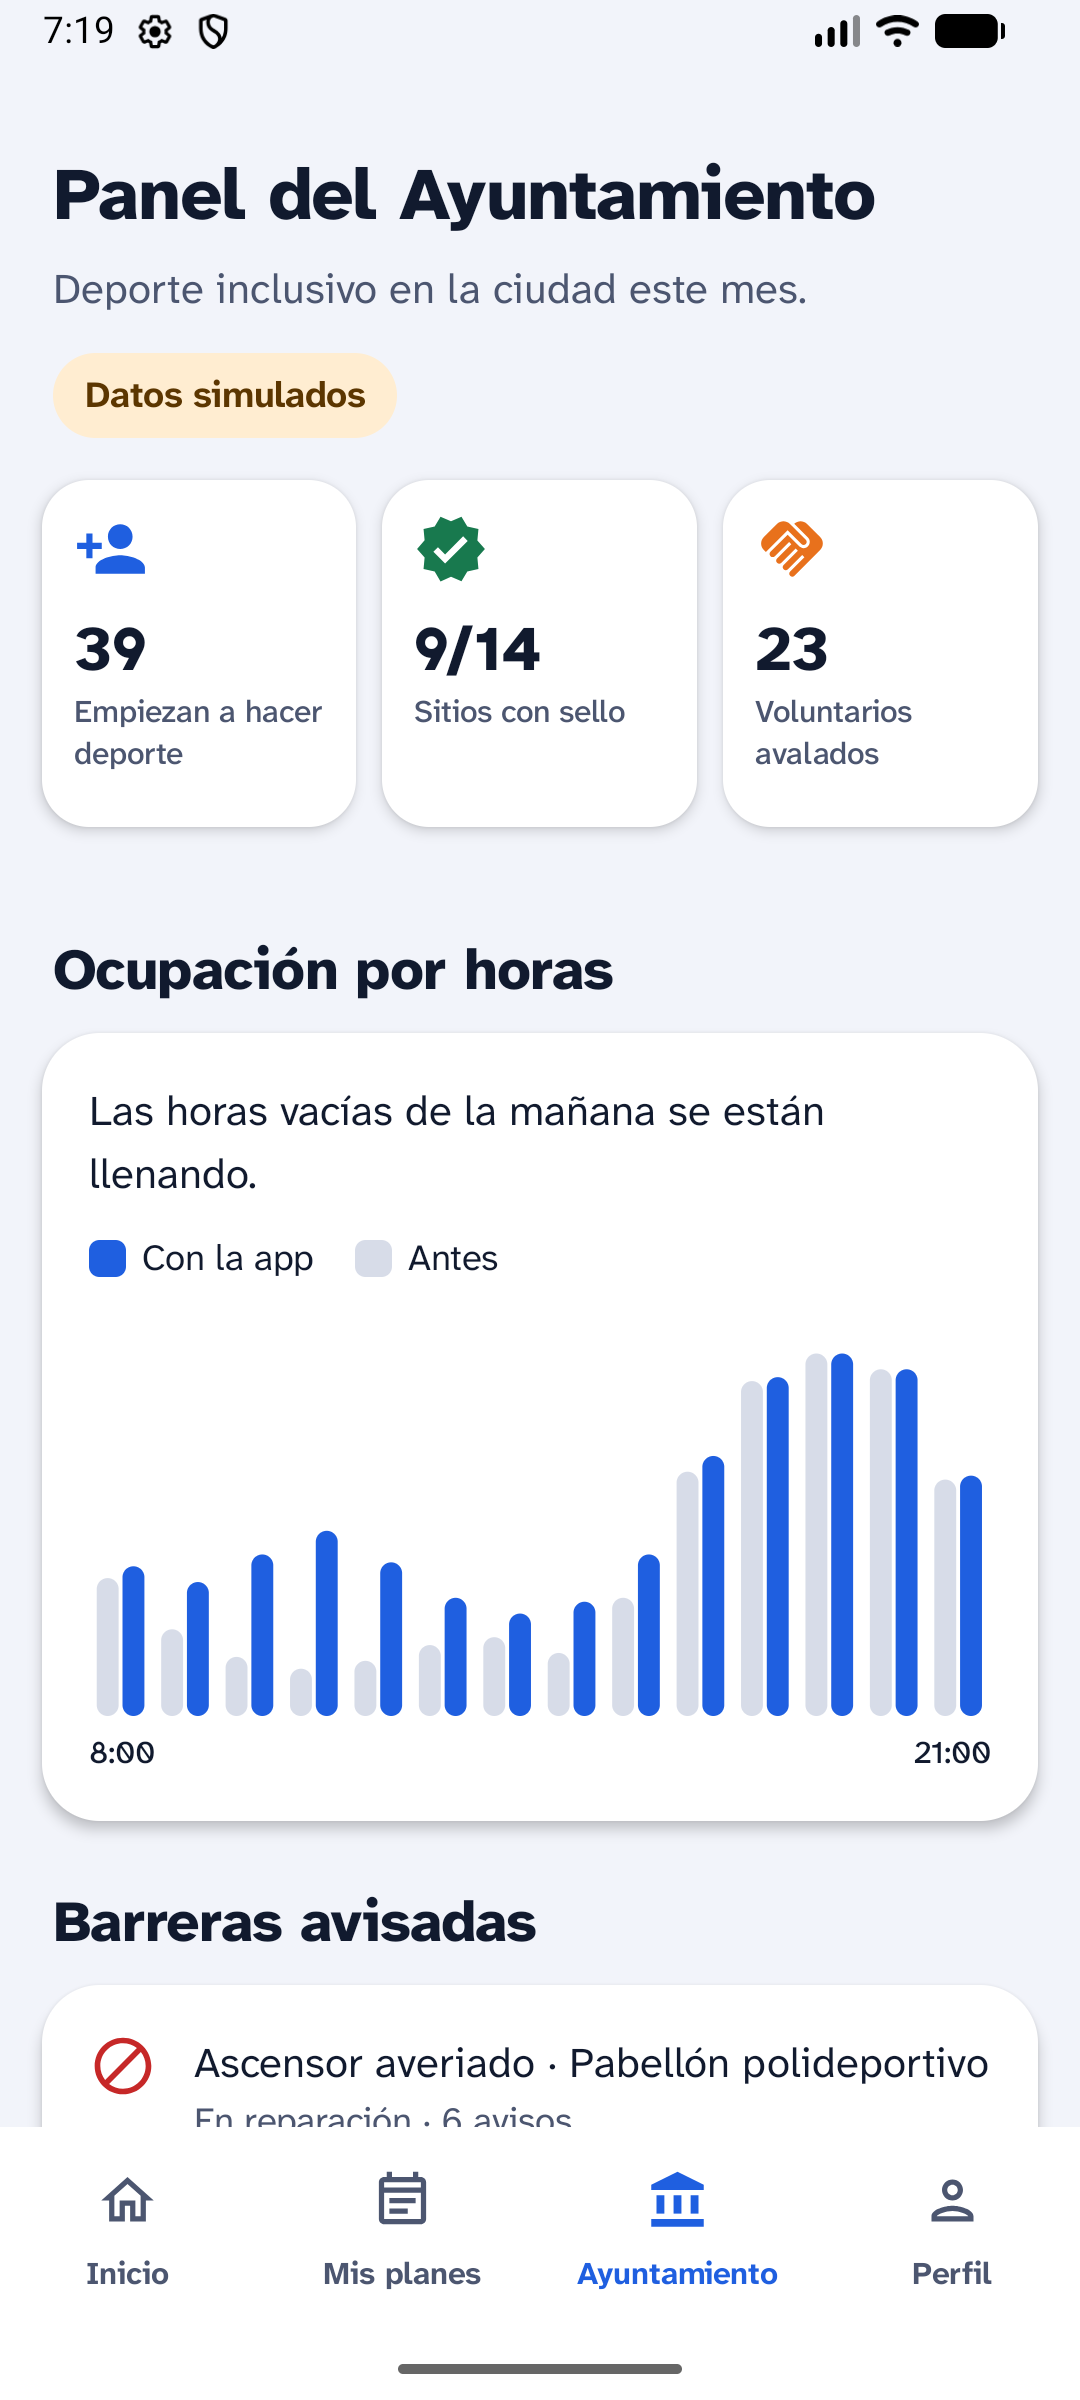 7:19
Panel del Ayuntamiento
Deporte inclusivo en la ciudad este mes.
Datos simulados
39
Empiezan a hacer
deporte
9/14
Sitios con sello
23
Voluntarios
avalados
Ocupación por horas
Las horas vacías de la mañana se están
llenando.
Con la app
Antes
8:00
21:00
Barreras avisadas
Ascensor averiado · Pabellón polideportivo
En reparación · 6 avisos
Inicio
Mis planes
Ayuntamiento
Perfil